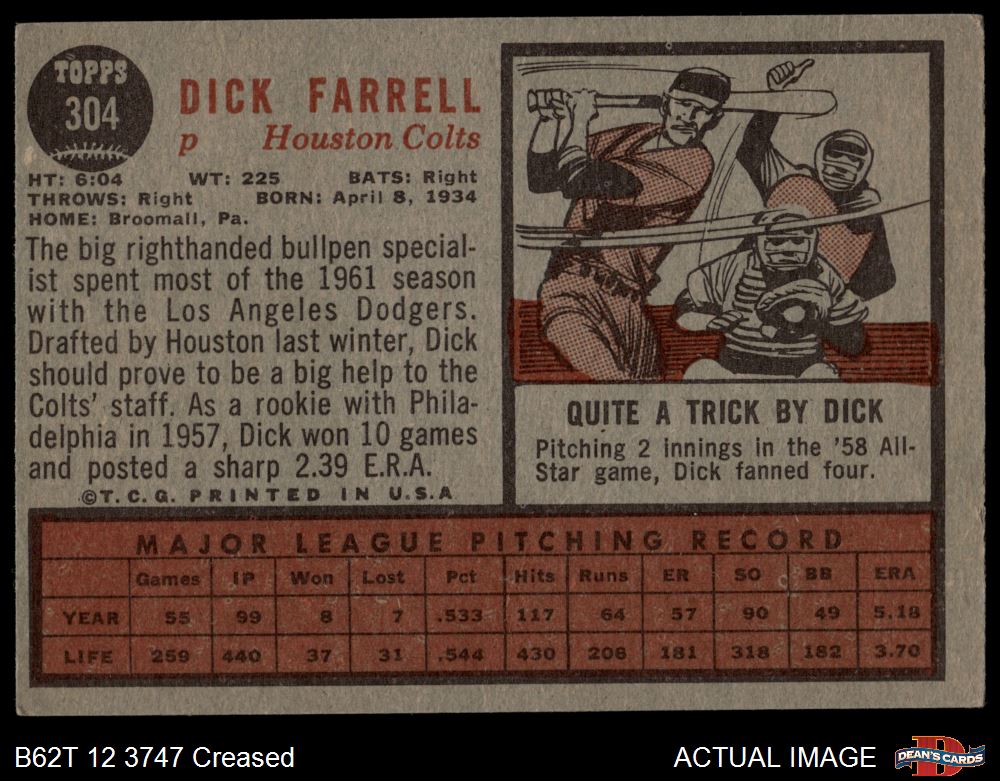 TOPPS
304
DICK FARRELL
p Houston Colts
HT: 6:04 WT: 225 BATS: Right
THROWS: Right BORN: April 8, 1934
HOME: Broomall, Pa.
The big righthanded bullpen special-
ist spent most of the 1961 season
with the Los Angeles Dodgers.
Drafted by Houston last winter, Dick
should prove to be a big help to the
Colts' staff. As a rookie with Phila-
delphia in 1957, Dick won 10 games
and posted a sharp 2.39 E.R.A.
©T.C.G. PRINTED IN U.S.A
QUITE A TRICK BY DICK
Pitching 2 innings in the '58 All-
Star game, Dick fanned four.
MAJOR LEAGUE PITCHING RECORD
Games IP Won Lost Pct Hits Runs ER SO BB ERA
YEAR 55 99 8 7 .533 117 64 57 90 49 5.18
LIFE 259 440 37 31 .544 430 206 181 318 182 3.70
B62T 12 3747 Creased
ACTUAL IMAGE
D
DEAN'S CARDS